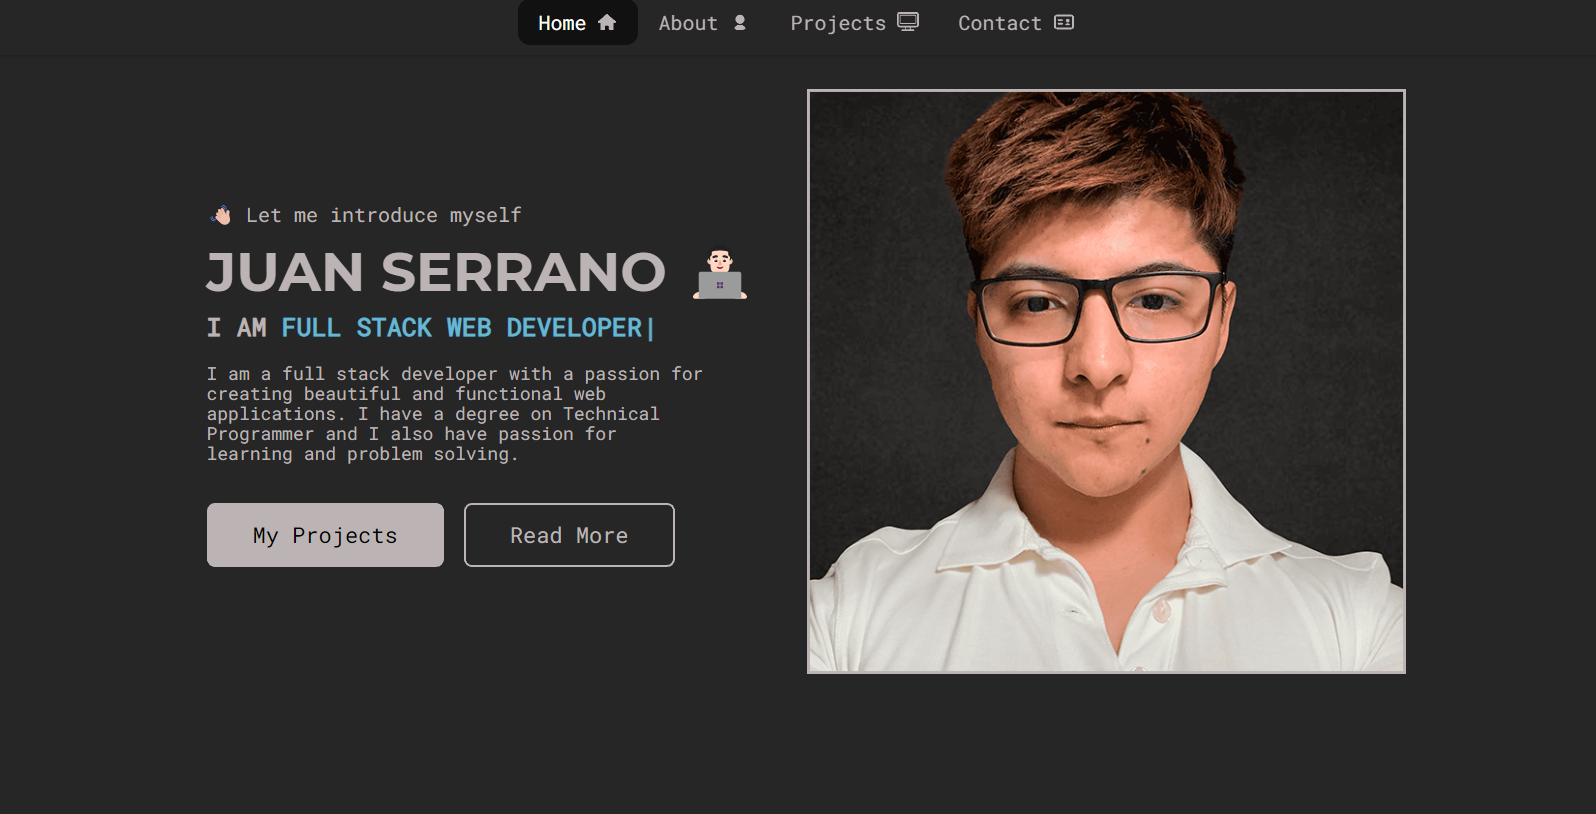 Home
About
Projects
Contact
Let me introduce myself
JUAN SERRANO
I AM FULL STACK WEB DEVELOPER|
I am a full stack developer with a passion for
creating beautiful and functional web
applications. I have a degree on Technical
Programmer and I also have passion for
learning and problem solving.
My Projects
Read More